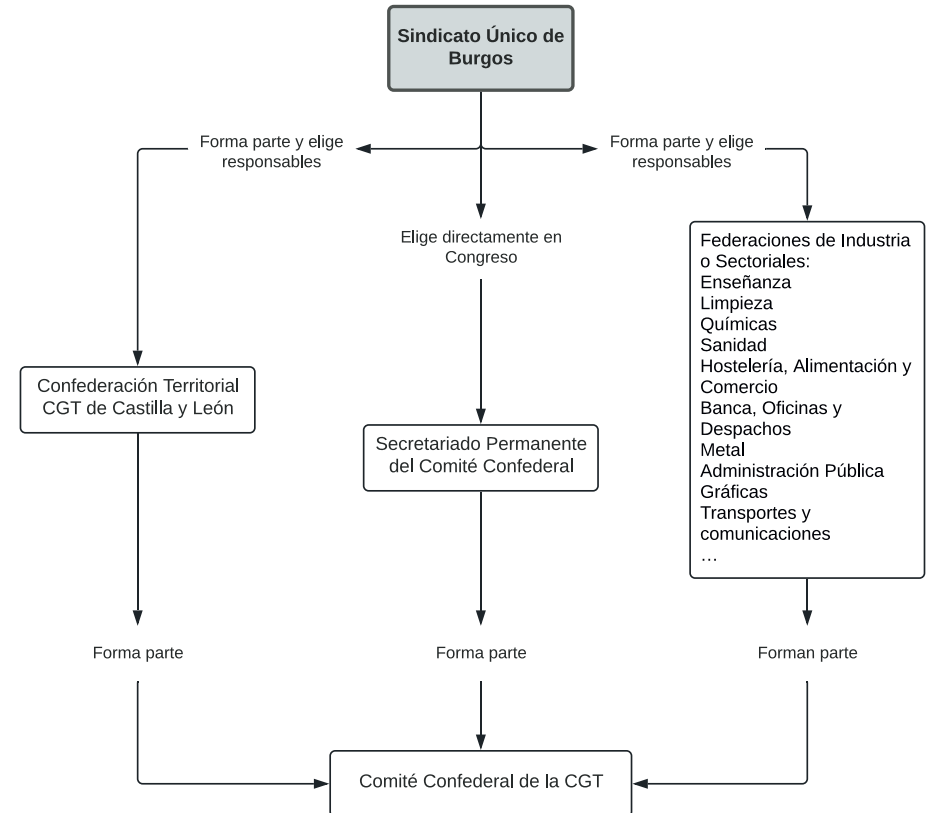 Sindicato Único de
Burgos
Forma parte y elige
responsables
Forma parte y elige
responsables
Elige directamente en
Congreso
Federaciones de Industria
o Sectoriales:
Enseñanza
Limpieza
Químicas
Sanidad
Hostelería, Alimentación y
Comercio
Banca, Oficinas y
Despachos
Metal
Administración Pública
Gráficas
Transportes y
comunicaciones
...
Confederación Territorial
CGT de Castilla y León
Secretariado Permanente
del Comité Confederal
Forma parte
Forma parte
Forman parte
Comité Confederal de la CGT